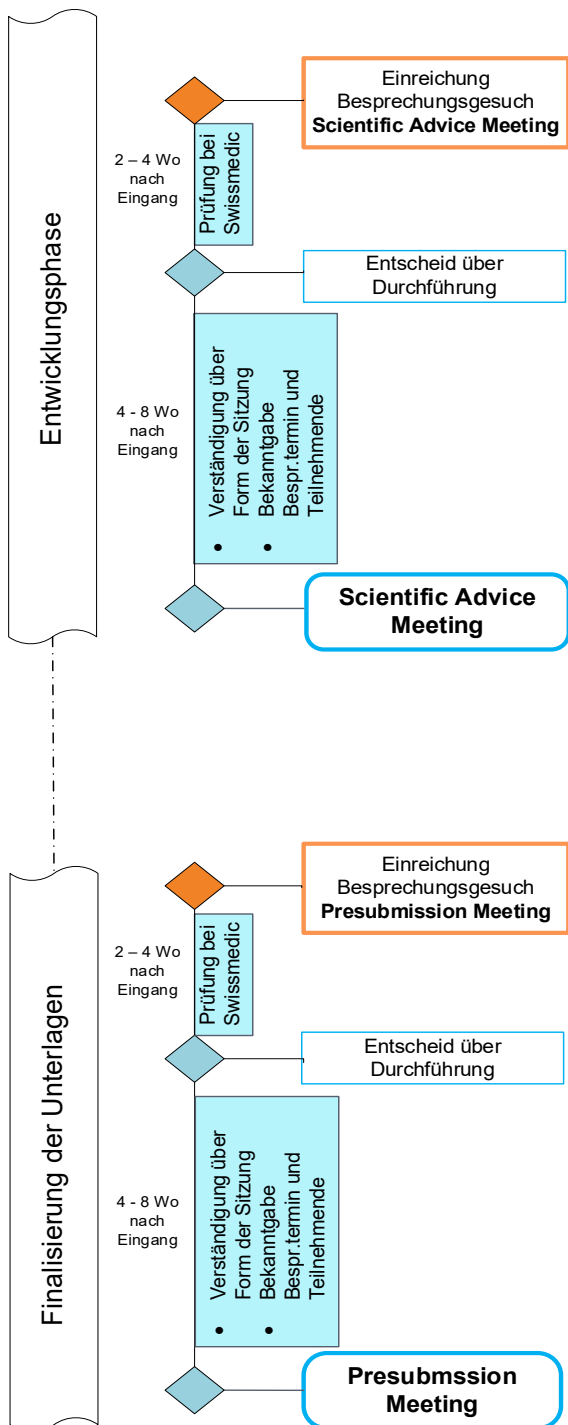 Entwicklungsphase
Einreichung
Besprechungsgesuch
Scientific Advice Meeting
2 – 4 Wo
nach
Eingang
Prüfung bei
Swissmedic
Entscheid über
Durchführung
4 - 8 Wo
nach
Eingang
• Verständigung über
Form der Sitzung
• Bekanntgabe
Bespr.termin und
Teilnehmende
Scientific Advice
Meeting
Finalisierung der Unterlagen
Einreichung
Besprechungsgesuch
Presubmission Meeting
2 – 4 Wo
nach
Eingang
Prüfung bei
Swissmedic
Entscheid über
Durchführung
4 - 8 Wo
nach
Eingang
• Verständigung über
Form der Sitzung
• Bekanntgabe
Bespr.termin und
Teilnehmende
Presubmssion
Meeting